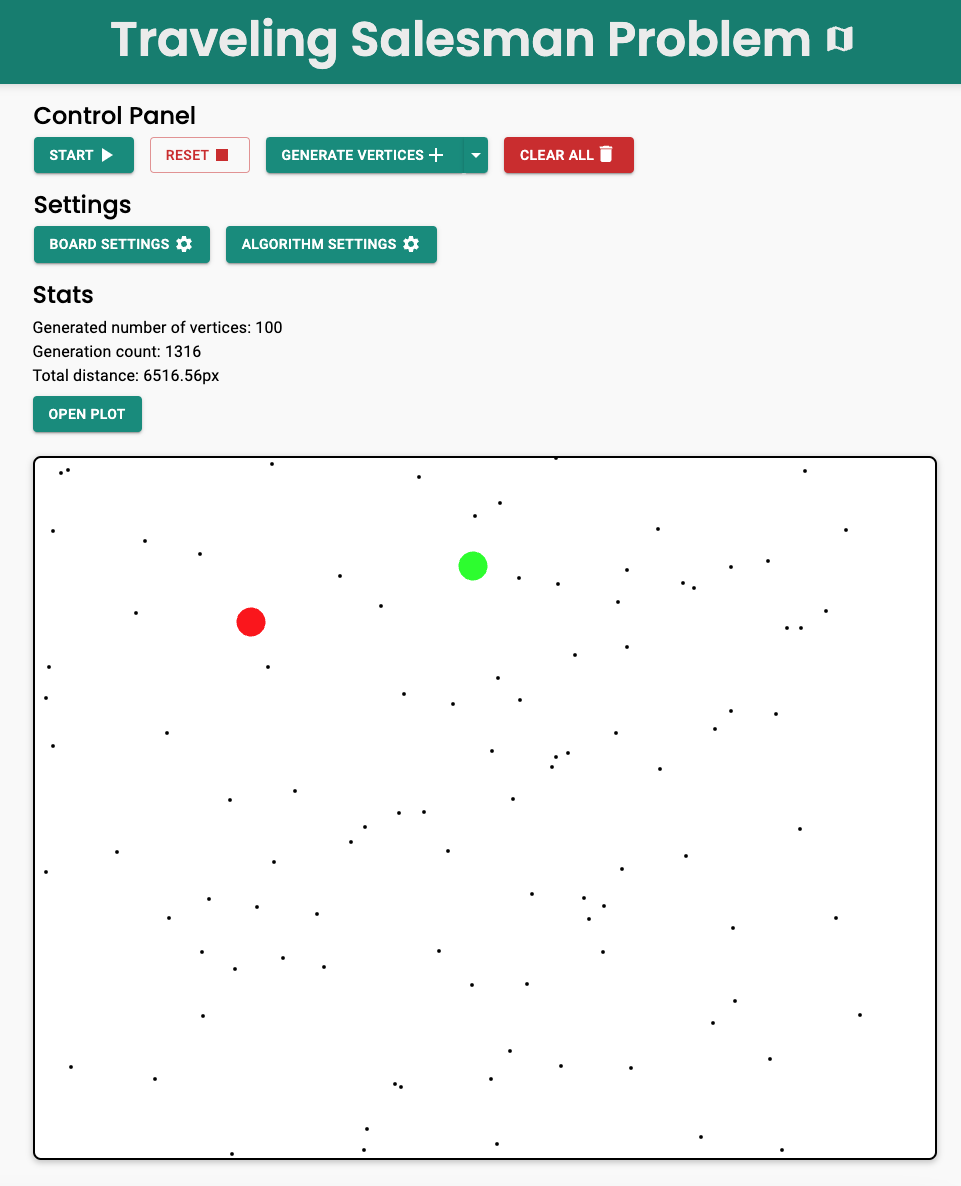 Traveling Salesman Problem
Control Panel
START
RESET
GENERATE VERTICES
CLEAR ALL
Settings
BOARD SETTINGS
ALGORITHM SETTINGS
Stats
Generated number of vertices: 100
Generation count: 1316
Total distance: 6516.56px
OPEN PLOT